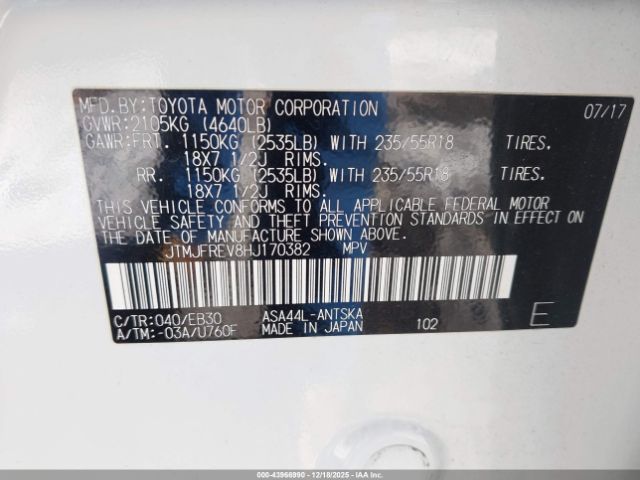 MFD.BY:TOYOTA MOTOR CORPORATION 07/17
GVWR:2105KG (4640LB)
GAWR:FRT. 1150KG (2535LB) WITH 235/55R18 TIRES,
18X7 1/2J RIMS.
RR. 1150KG (2535LB) WITH 235/55R18 TIRES,
18X7 1/2J RIMS.
THIS VEHICLE CONFORMS TO ALL APPLICABLE FEDERAL MOTOR
VEHICLE SAFETY AND THEFT PREVENTION STANDARDS IN EFFECT ON
THE DATE OF MANUFACTURE SHOWN ABOVE.
JTMJFREV8HJ170382 MPV
C/TR:040/EB30 ASA44L-ANTSKA
A/TM:-03A/U760F MADE IN JAPAN 102 E
000-43966990 | 12/18/2025 | IAAI.COM